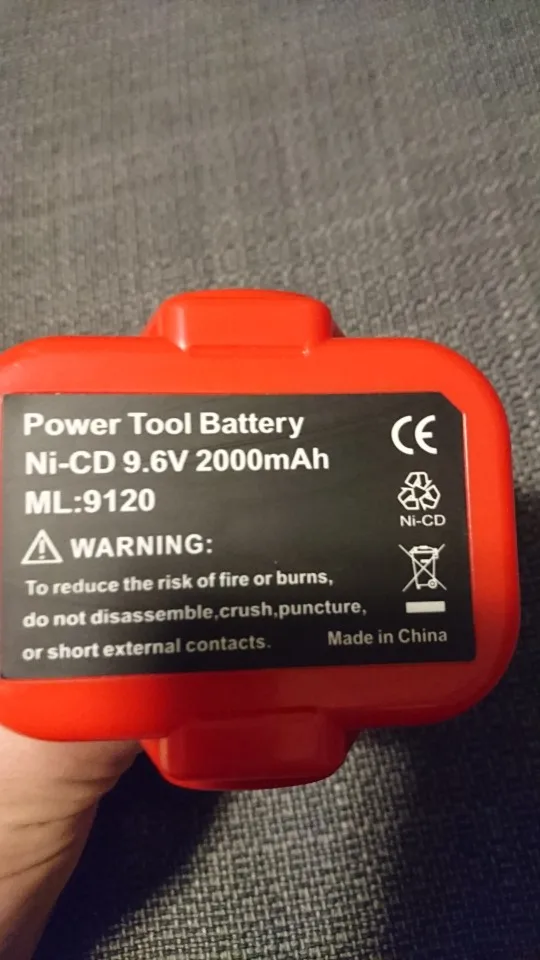 Power Tool Battery
Ni-CD 9.6V 2000mAh
ML:9120
CE
Ni-CD
WARNING:
To reduce the risk of fire or burns,
do not disassemble,crush,puncture,
or short external contacts.
Made in China